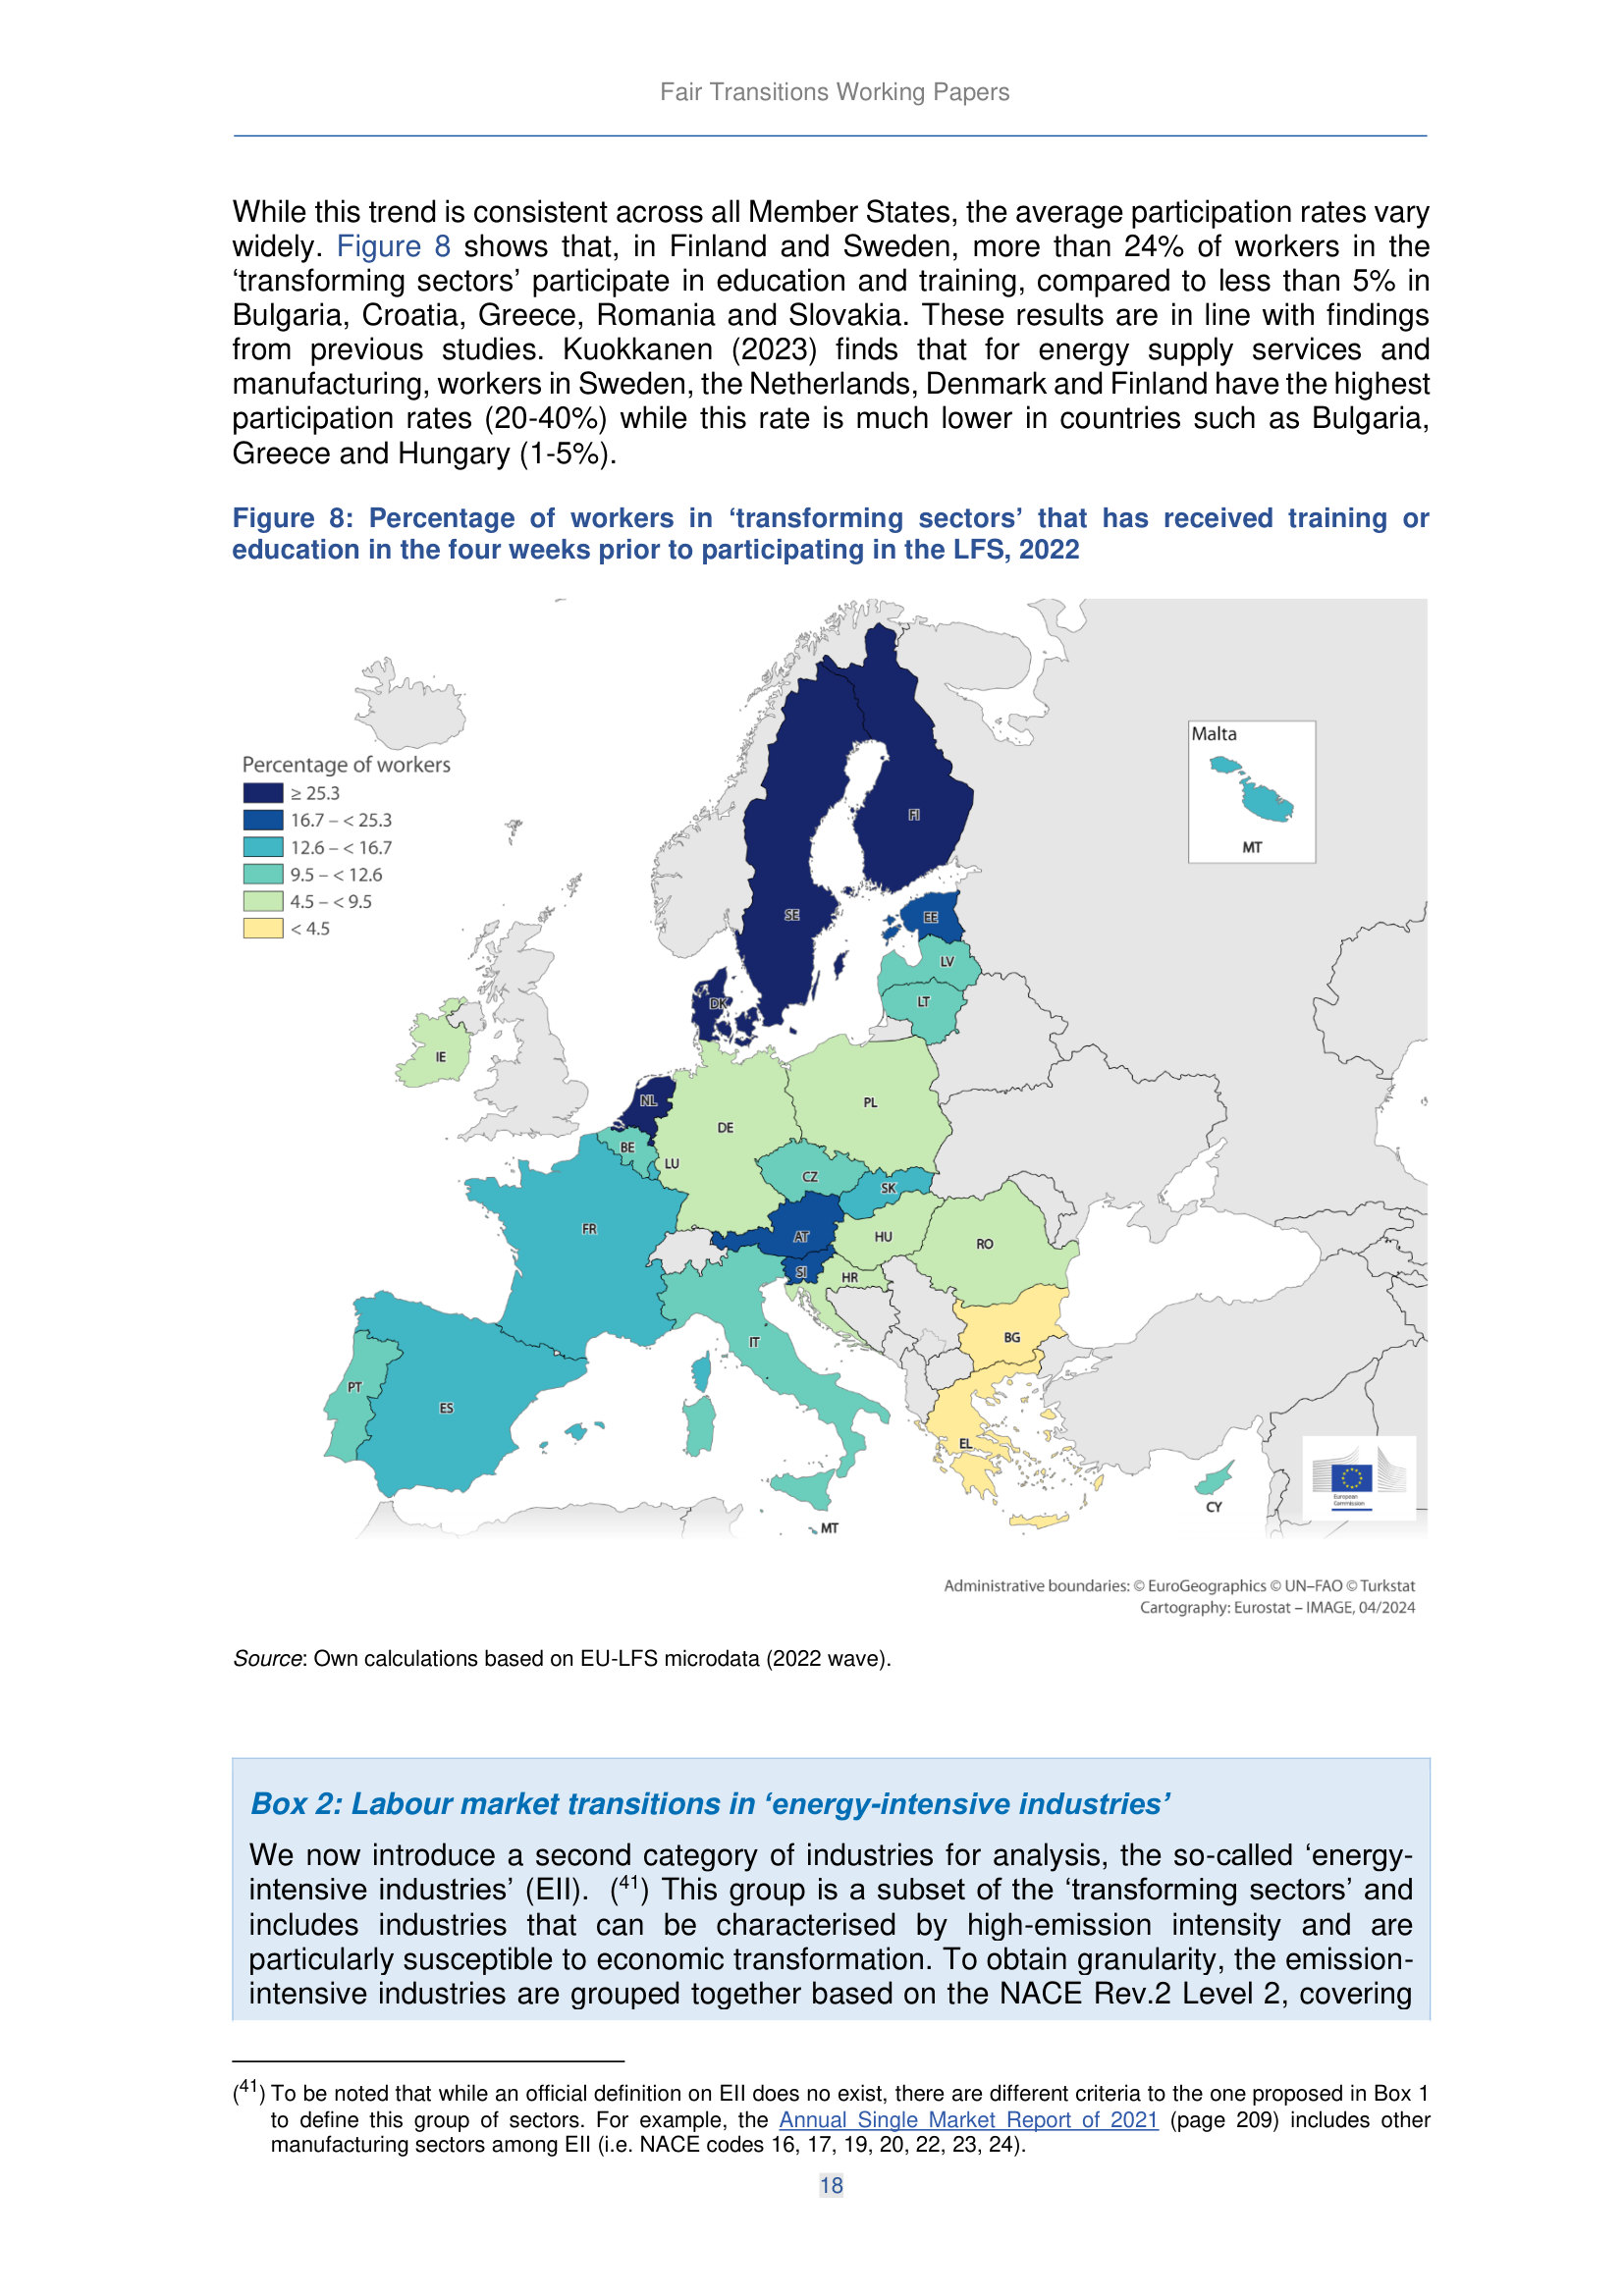 Fair Transitions Working Papers
While this trend is consistent across all Member States, the average participation rates vary
widely. Figure 8 shows that, in Finland and Sweden, more than 24% of workers in the
‘transforming sectors’ participate in education and training, compared to less than 5% in
Bulgaria, Croatia, Greece, Romania and Slovakia. These results are in line with findings
from previous studies. Kuokkanen (2023) finds that for energy supply services and
manufacturing, workers in Sweden, the Netherlands, Denmark and Finland have the highest
participation rates (20-40%) while this rate is much lower in countries such as Bulgaria,
Greece and Hungary (1-5%).
Figure 8: Percentage of workers in ‘transforming sectors’ that has received training or
education in the four weeks prior to participating in the LFS, 2022
Percentage of workers
≥ 25.3
16.7 – < 25.3
12.6 – < 16.7
9.5 – < 12.6
4.5 – < 9.5
< 4.5
Malta
MT
FI
SE
EE
LV
LT
DK
IE
NL
PL
DE
BE
LU
CZ
SK
FR
AT
HU
RO
SI
HR
BG
IT
PT
ES
EL
CY
MT
European
Commission
Administrative boundaries: © EuroGeographics © UN–FAO © Turkstat
Cartography: Eurostat – IMAGE, 04/2024
Source: Own calculations based on EU-LFS microdata (2022 wave).
Box 2: Labour market transitions in ‘energy-intensive industries’
We now introduce a second category of industries for analysis, the so-called ‘energy-
intensive industries’ (EII). (41) This group is a subset of the ‘transforming sectors’ and
includes industries that can be characterised by high-emission intensity and are
particularly susceptible to economic transformation. To obtain granularity, the emission-
intensive industries are grouped together based on the NACE Rev.2 Level 2, covering
(41) To be noted that while an official definition on EII does no exist, there are different criteria to the one proposed in Box 1
to define this group of sectors. For example, the Annual Single Market Report of 2021 (page 209) includes other
manufacturing sectors among EII (i.e. NACE codes 16, 17, 19, 20, 22, 23, 24).
18